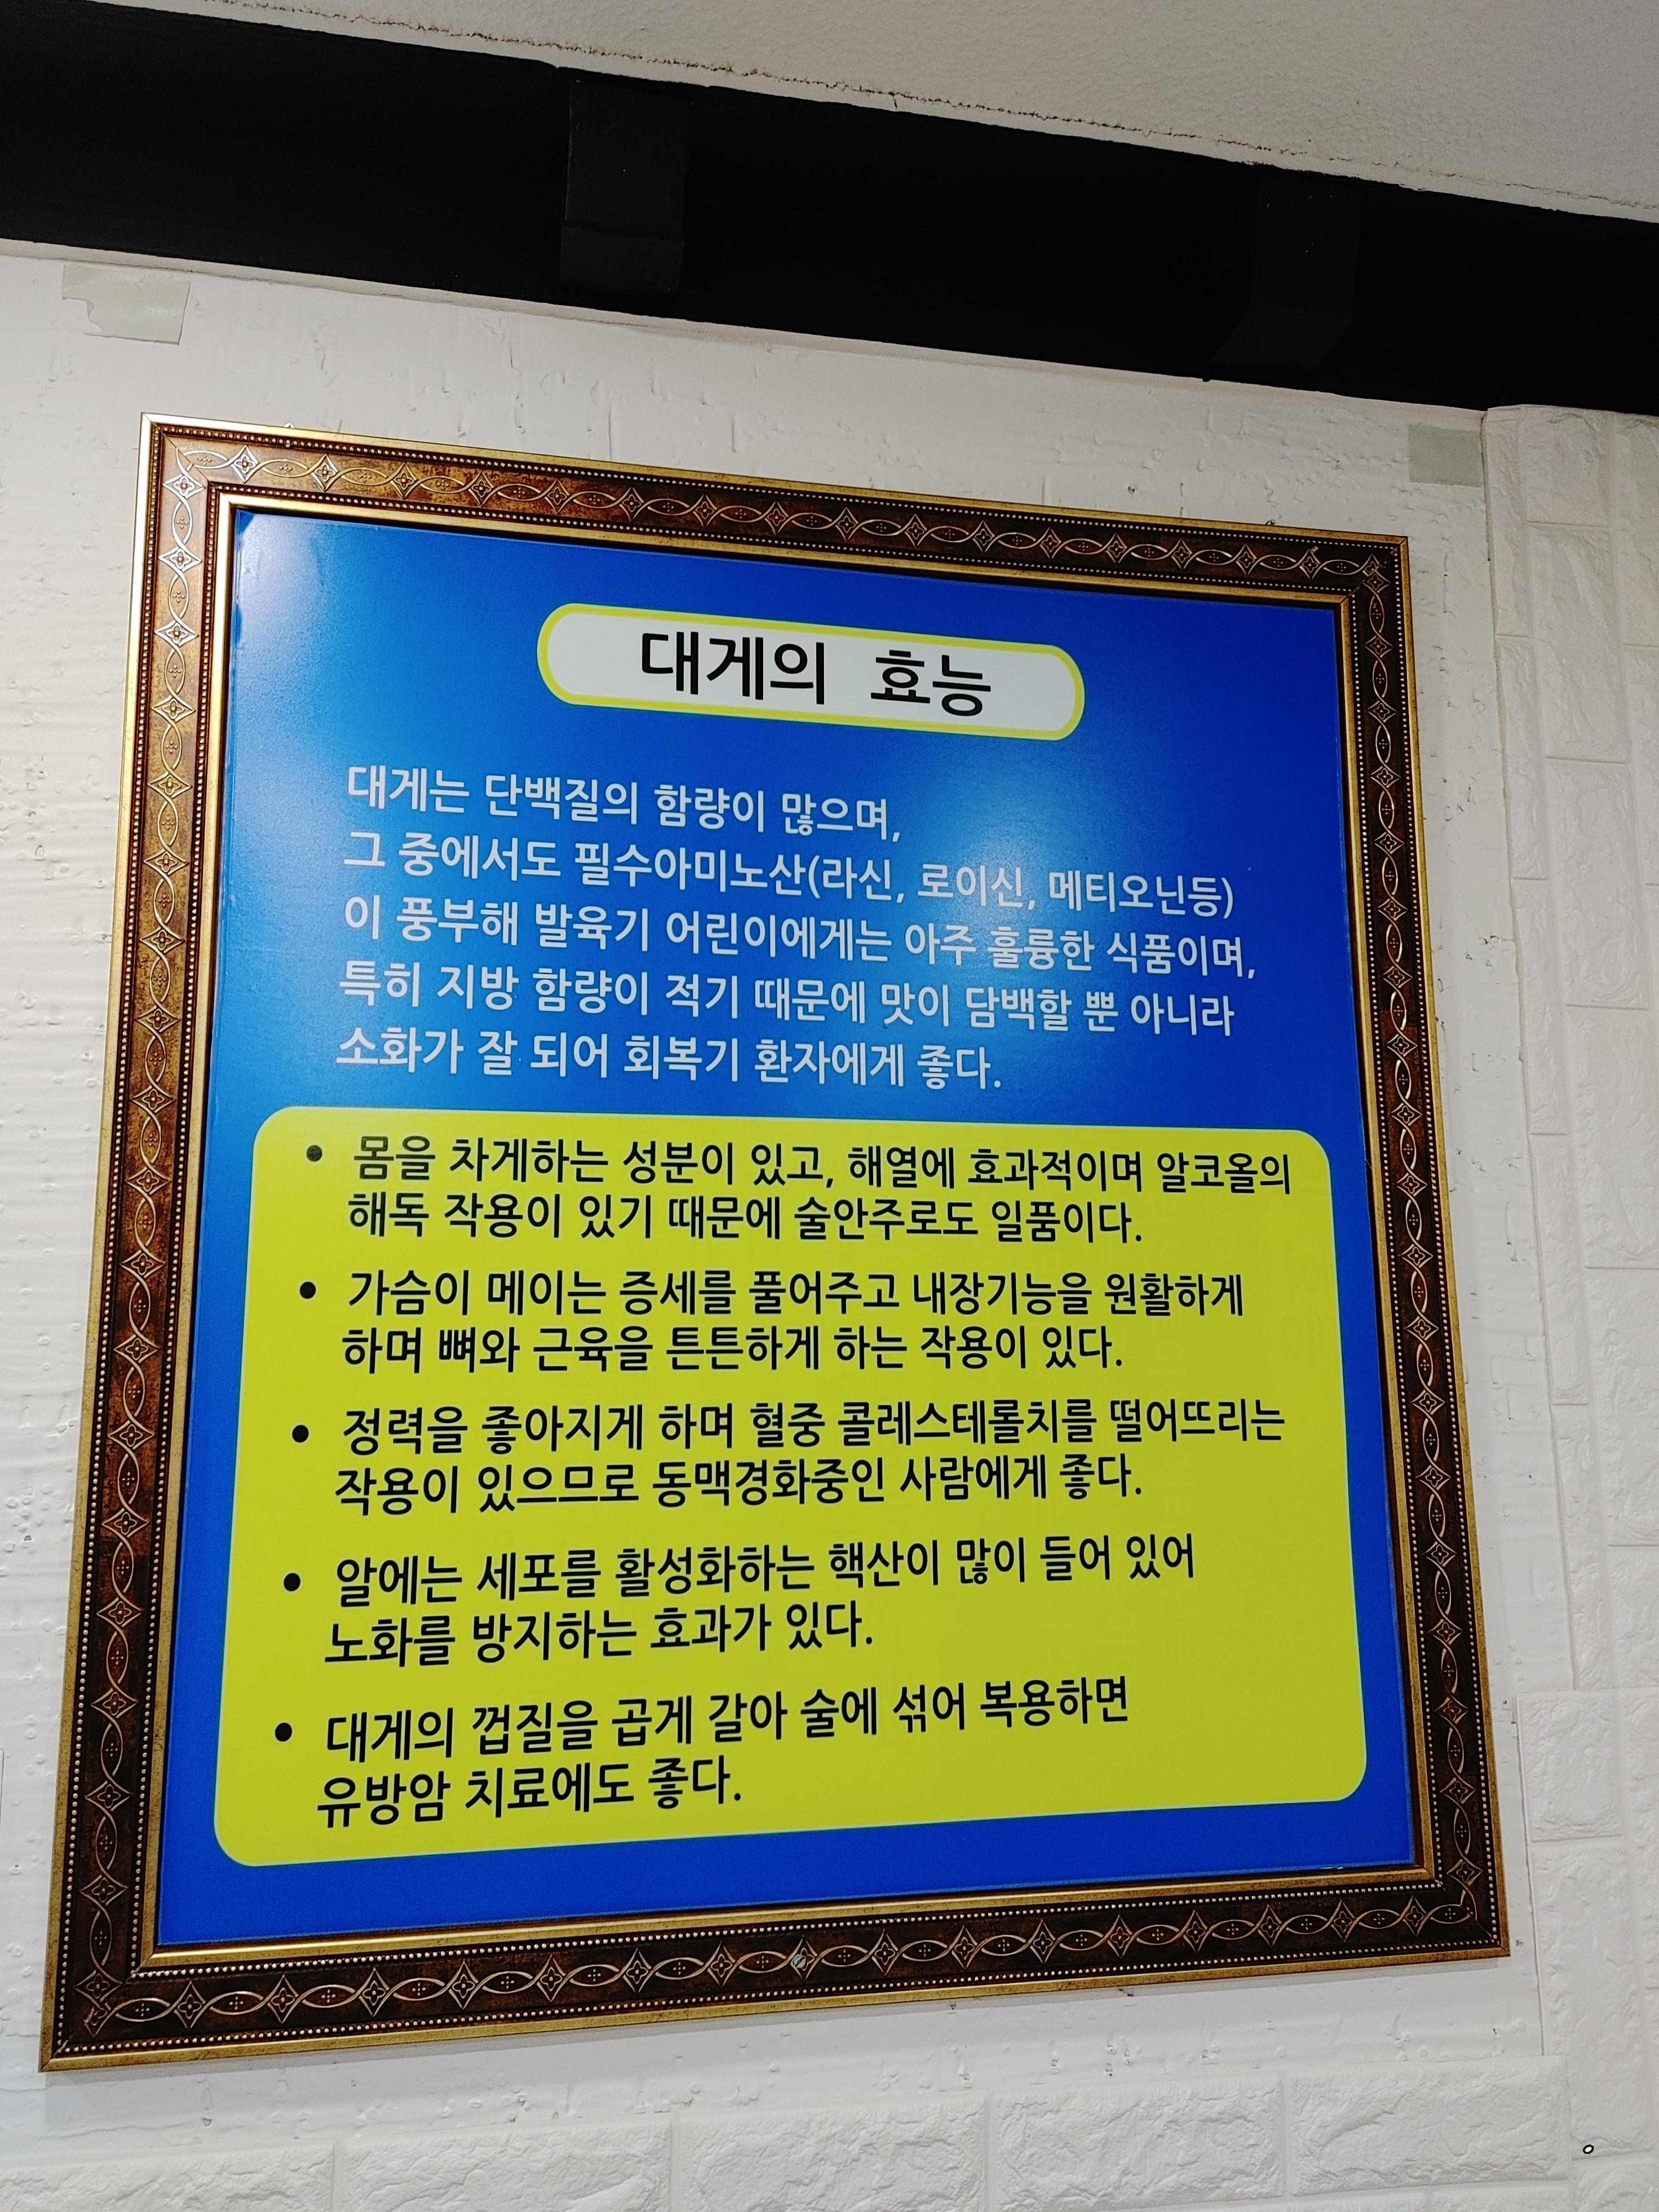 대게의 효능
대게는 단백질의 함량이 많으며,
그 중에서도 필수아미노산(라신, 로이신, 메티오닌등)
이 풍부해 발육기 어린이에게는 아주 훌륭한 식품이며,
특히 지방 함량이 적기 때문에 맛이 담백할 뿐 아니라
소화가 잘 되어 회복기 환자에게 좋다.
• 몸을 차게하는 성분이 있고, 해열에 효과적이며 알코올의
해독 작용이 있기 때문에 술안주로도 일품이다.
• 가슴이 메이는 증세를 풀어주고 내장기능을 원활하게
하며 뼈와 근육을 튼튼하게 하는 작용이 있다.
• 정력을 좋아지게 하며 혈중 콜레스테롤치를 떨어뜨리는
작용이 있으므로 동맥경화중인 사람에게 좋다.
• 알에는 세포를 활성화하는 핵산이 많이 들어 있어
노화를 방지하는 효과가 있다.
• 대게의 껍질을 곱게 갈아 술에 섞어 복용하면
유방암 치료에도 좋다.